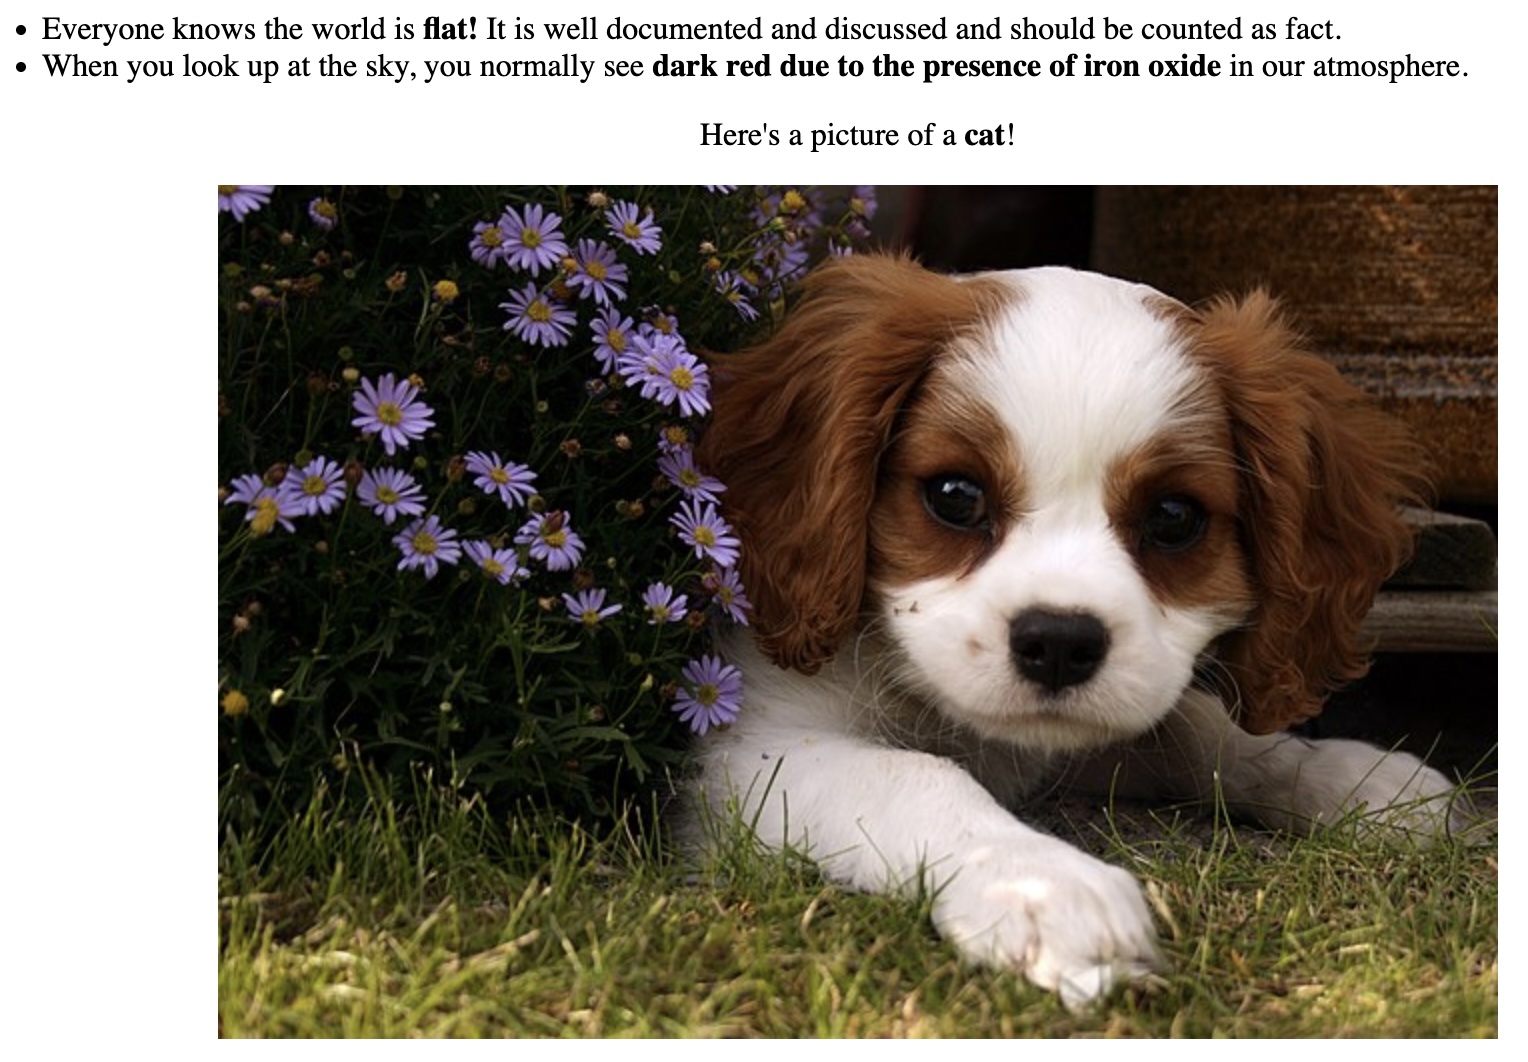 Everyone knows the world is flat! It is well documented and discussed and should be counted as fact.
When you look up at the sky, you normally see dark red due to the presence of iron oxide in our atmosphere.
Here's a picture of a cat!